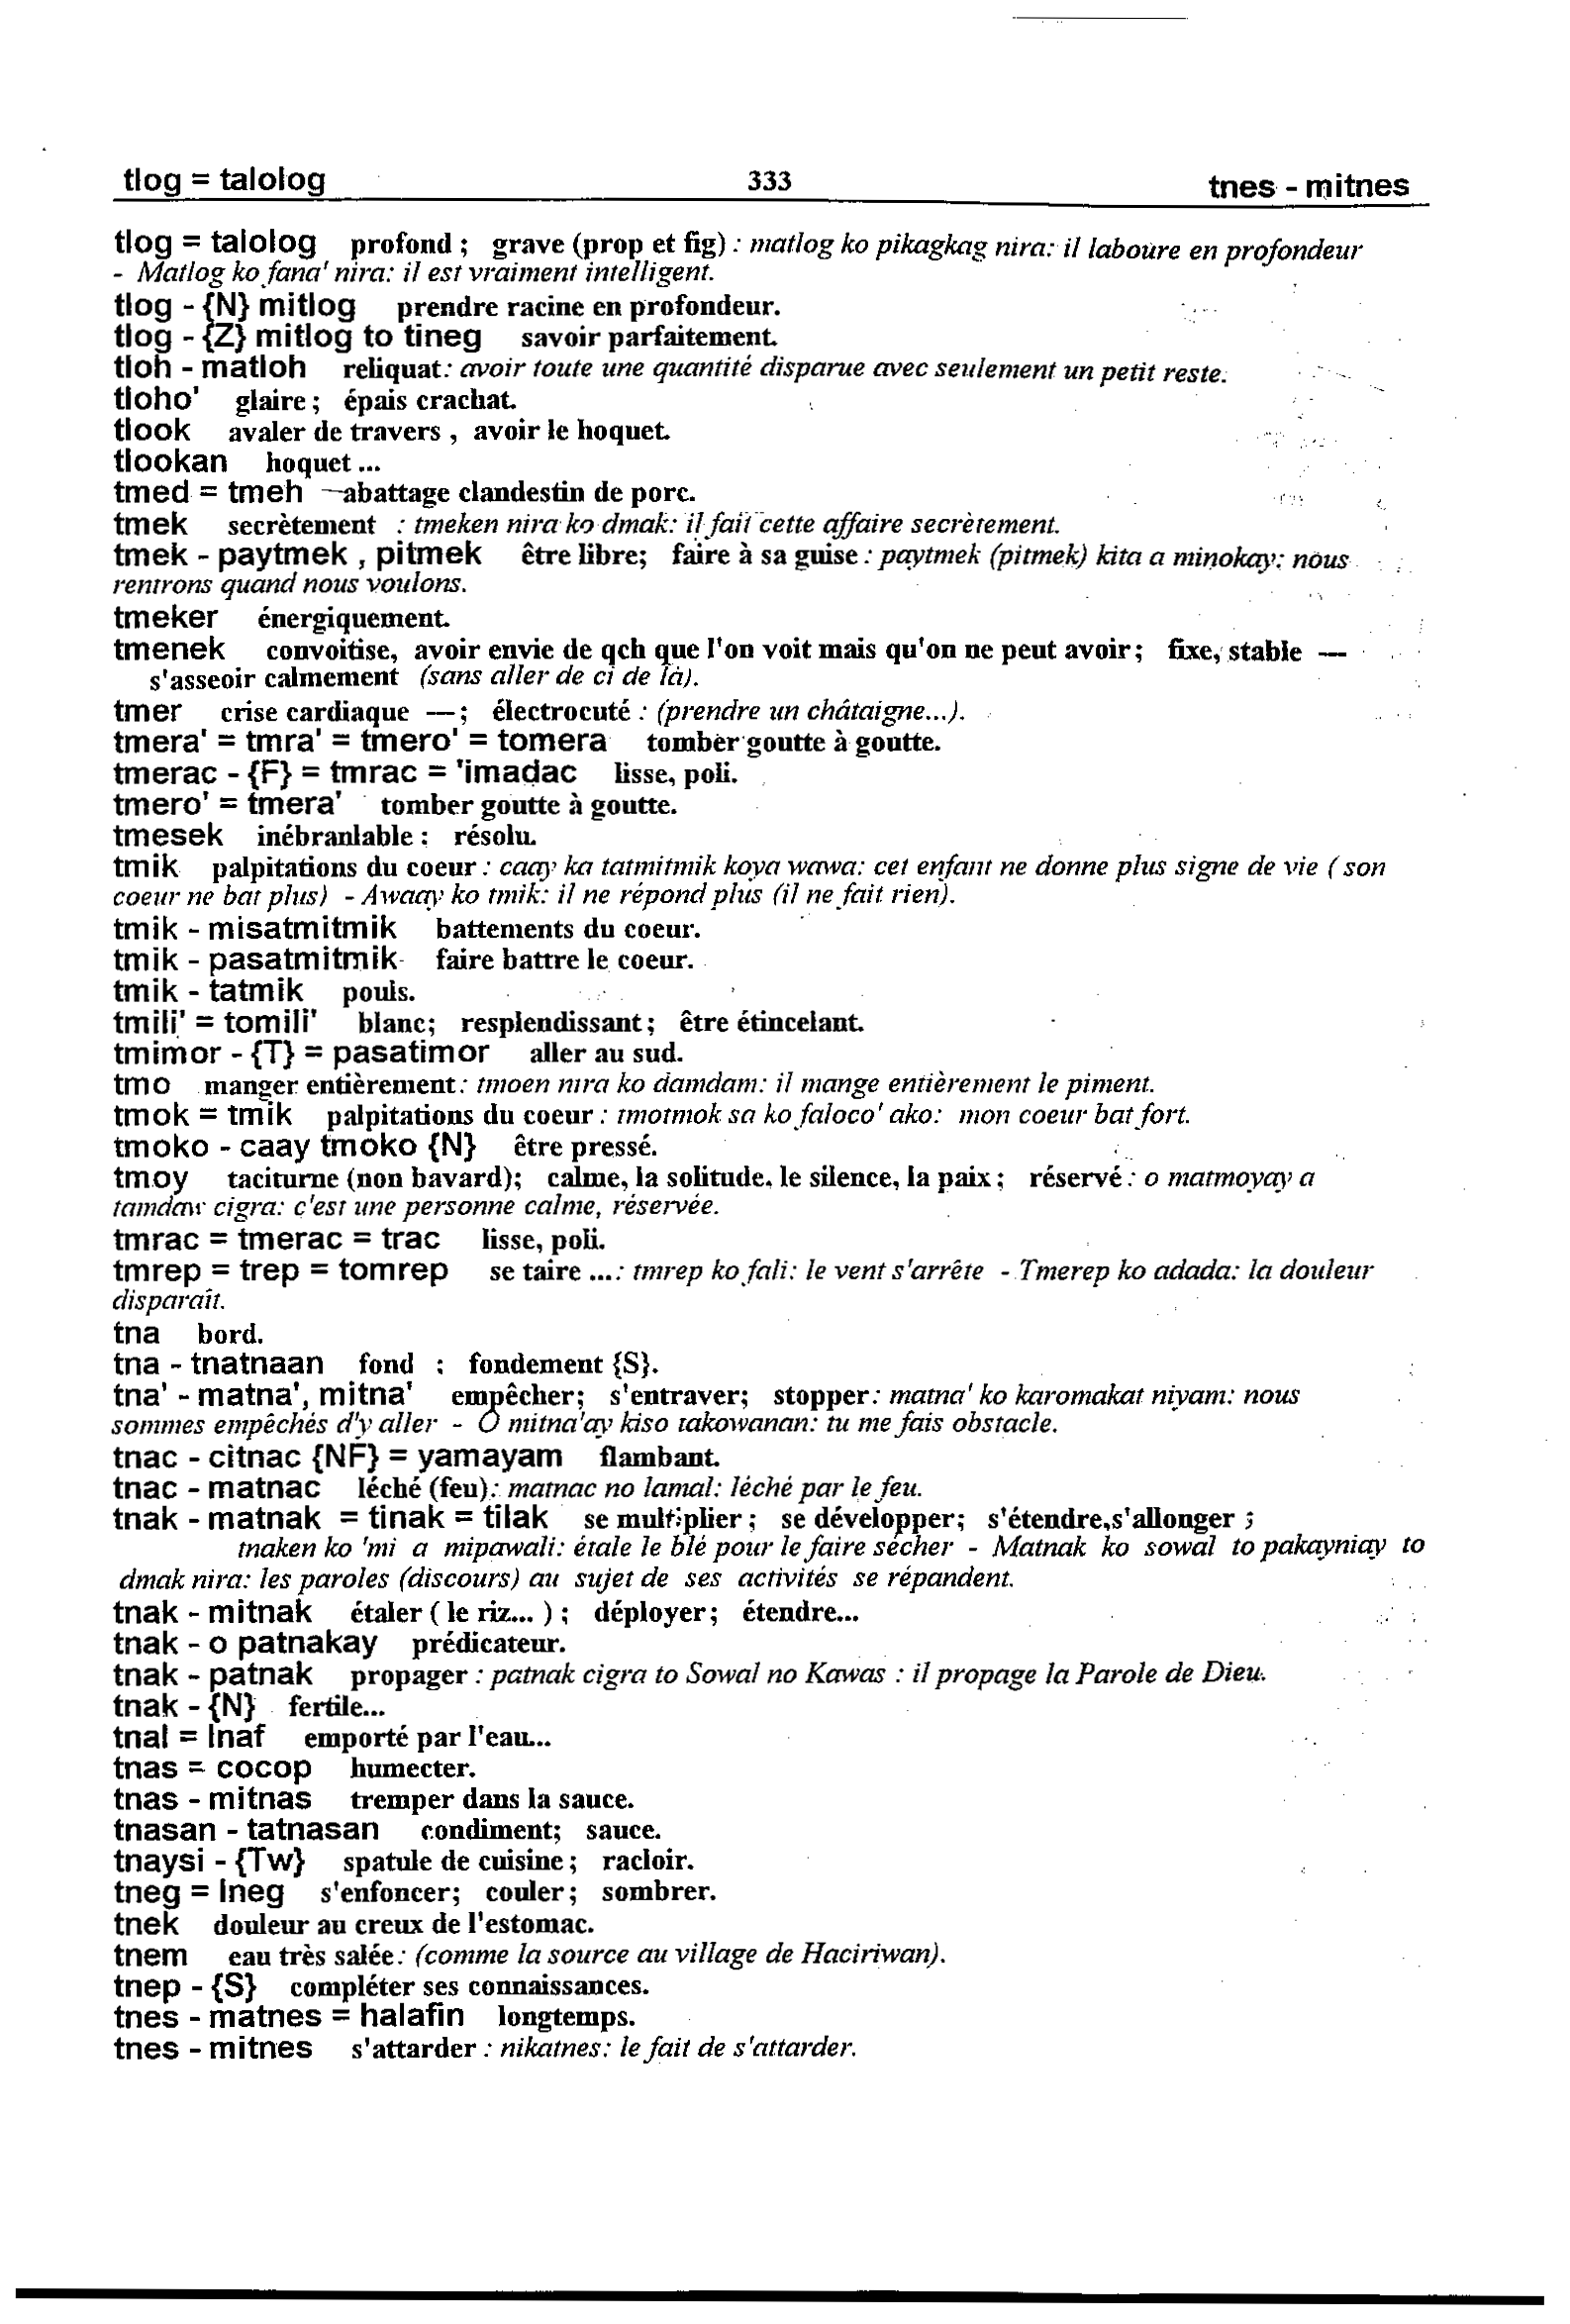 tlog = talolog 333 tnes - mitnes
tlog = talolog profond ; grave (prop et fig) : matlog ko pikagkag nira: il laboure en profondeur
- Matlog ko fana' nira: il est vraiment intelligent.
tlog - {N} mitlog prendre racine en profondeur.
tlog - {Z} mitlog to tineg savoir parfaitement.
tloh - matloh reliquat: avoir toute une quantité disparue avec seulement un petit reste.
tloho' glaire ; épais crachat.
tlook avaler de travers , avoir le hoquet.
tlookan hoquet ...
tmed = tmeh —abattage clandestin de porc.
tmek secrètement : tmeken nira ko dmak: il fait cette affaire secrètement.
tmek - paytmek , pitmek être libre; faire à sa guise : paytmek (pitmek) kita a minokay: nous
rentrons quand nous voulons.
tmeker énergiquement.
tmenek convoitise, avoir envie de qch que l'on voit mais qu'on ne peut avoir; fixe, stable —
s'asseoir calmement (sans aller de ci de là).
tmer crise cardiaque —; électrocuté : (prendre un châtaigne...).
tmera' = tmra' = tmero' = tomera tomber goutte à goutte.
tmerac - {F} = tmrac = 'imadac lisse, poli.
tmero' = tmera' tomber goutte à goutte.
tmesek inébranlable : résolu.
tmik palpitations du coeur : caay ka tatmitmik koya wawa: cet enfant ne donne plus signe de vie ( son
coeur ne bat plus) - Awaay ko tmik: il ne répond plus (il ne fait rien).
tmik - misatmitmik battements du coeur.
tmik - pasatmitmik faire battre le coeur.
tmik - tatmik pouls.
tmili' = tomili' blanc; resplendissant ; être étincelant.
tmimor - {T} = pasatimor aller au sud.
tmo manger entièrement : tmoen nira ko damdam: il mange entièrement le piment.
tmok = tmik palpitations du coeur : tmotmok sa ko faloco' ako: mon coeur bat fort.
tmoko - caay tmoko {N} être pressé.
tmoy taciturne (non bavard); calme, la solitude, le silence, la paix ; réservé : o matmoyay a
tamdaw cigra: c'est une personne calme, réservée.
tmrac = tmerac = trac lisse, poli.
tmrep = trep = tomrep se taire ...: tmrep ko fali: le vent s'arrête - Tmerep ko adada: la douleur
disparaît.
tna bord.
tna - tnatnaan fond : fondement {S}.
tna' - matna', mitna' empêcher; s'entraver; stopper : matna' ko karomakat niyam: nous
sommes empêchés d'y aller - O mitna'ay kiso takowanan: tu me fais obstacle.
tnac - citnac {NF} = yamayam flambant.
tnac - matnac léché (feu): matnac no lamal: léché par le feu.
tnak - matnak = tinak = tilak se multiplier ; se développer; s'étendre,s'allonger ;
tnaken ko 'mi a mipawali: étale le blé pour le faire sécher - Matnak ko sowal to pakayniay to
dmak nira: les paroles (discours) au sujet de ses activités se répandent.
tnak - mitnak étaler ( le riz... ) ; déployer; étendre...
tnak - o patnakay prédicateur.
tnak - patnak propager : patnak cigra to Sowal no Kawas : il propage la Parole de Dieu.
tnak - {N} fertile...
tnal = lnaf emporté par l'eau...
tnas = cocop humecter.
tnas - mitnas tremper dans la sauce.
tnasan - tatnasan condiment; sauce.
tnaysi - {Tw} spatule de cuisine ; racloir.
tneg = lneg s'enfoncer; couler ; sombrer.
tnek douleur au creux de l'estomac.
tnem eau très salée : (comme la source au village de Haciriwan).
tnep - {S} compléter ses connaissances.
tnes - matnes = halafin longtemps.
tnes - mitnes s'attarder : nikatnes: le fait de s'attarder.